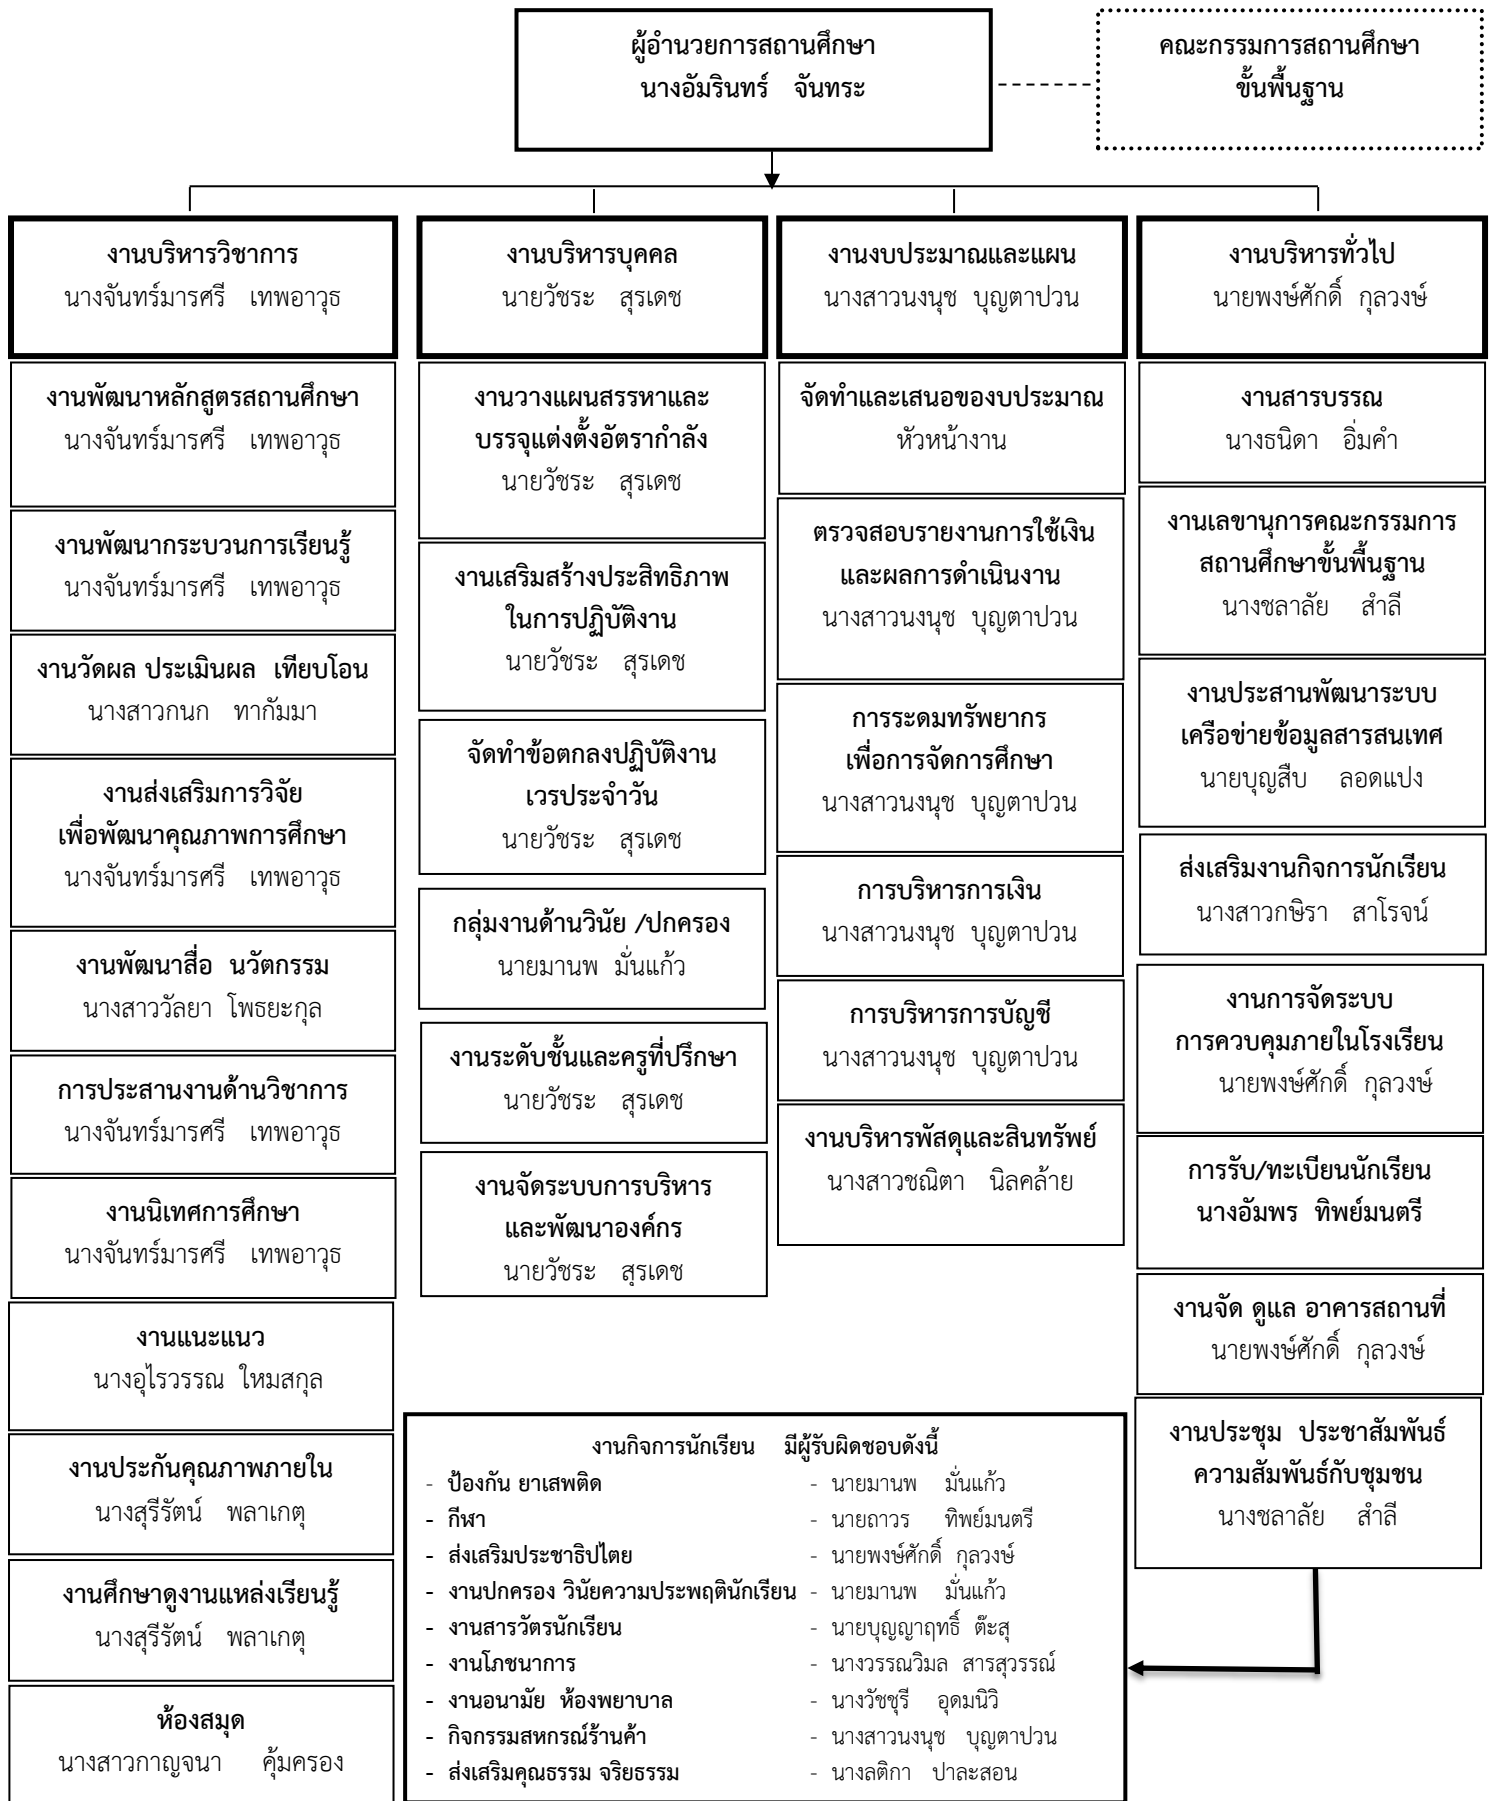 ผู้อำนวยการสถานศึกษา
นางอัมรินทร์ จันทระ
คณะกรรมการสถานศึกษา
ขั้นพื้นฐาน
งานบริหารวิชาการ
นางจันทร์มารศรี เทพอาวุธ
งานพัฒนาหลักสูตรสถานศึกษา
นางจันทร์มารศรี เทพอาวุธ
งานพัฒนากระบวนการเรียนรู้
นางจันทร์มารศรี เทพอาวุธ
งานวัดผล ประเมินผล เทียบโอน
นางสาวกนก ทากัมมา
งานส่งเสริมการวิจัย
เพื่อพัฒนาคุณภาพการศึกษา
นางจันทร์มารศรี เทพอาวุธ
งานพัฒนาสื่อ นวัตกรรม
นางสาววัลยา โพธยะกุล
การประสานงานด้านวิชาการ
นางจันทร์มารศรี เทพอาวุธ
งานนิเทศการศึกษา
นางจันทร์มารศรี เทพอาวุธ
งานแนะแนว
นางอุไรวรรณ ใหมสกุล
งานประกันคุณภาพภายใน
นางสุรีรัตน์ พลาเกตุ
งานศึกษาดูงานแหล่งเรียนรู้
นางสุรีรัตน์ พลาเกตุ
ห้องสมุด
นางสาวกาญจนา คุ้มครอง
งานบริหารบุคคล
นายวัชระ สุรเดช
งานวางแผนสรรหาและ
บรรจุแต่งตั้งอัตรากำลัง
นายวัชระ สุรเดช
งานเสริมสร้างประสิทธิภาพ
ในการปฏิบัติงาน
นายวัชระ สุรเดช
จัดทำข้อตกลงปฏิบัติงาน
เวรประจำวัน
นายวัชระ สุรเดช
กลุ่มงานด้านวินัย /ปกครอง
นายมานพ มั่นแก้ว
งานระดับชั้นและครูที่ปรึกษา
นายวัชระ สุรเดช
งานจัดระบบการบริหาร
และพัฒนาองค์กร
นายวัชระ สุรเดช
งานงบประมาณและแผน
นางสาวนงนุช บุญตาปวน
จัดทำและเสนอของบประมาณ
หัวหน้างาน
ตรวจสอบรายงานการใช้เงิน
และผลการดำเนินงาน
นางสาวนงนุช บุญตาปวน
การระดมทรัพยากร
เพื่อการจัดการศึกษา
นางสาวนงนุช บุญตาปวน
การบริหารการเงิน
นางสาวนงนุช บุญตาปวน
การบริหารการบัญชี
นางสาวนงนุช บุญตาปวน
งานบริหารพัสดุและสินทรัพย์
นางสาวชณิตา นิลคล้าย
งานบริหารทั่วไป
นายพงษ์ศักดิ์ กุลวงษ์
งานสารบรรณ
นางธนิดา อิ่มคำ
งานเลขานุการคณะกรรมการ
สถานศึกษาขั้นพื้นฐาน
นางชลาลัย สำลี
งานประสานพัฒนาระบบ
เครือข่ายข้อมูลสารสนเทศ
นายบุญสืบ ลอดแปง
ส่งเสริมงานกิจการนักเรียน
นางสาวกษิรา สาโรจน์
งานการจัดระบบ
การควบคุมภายในโรงเรียน
นายพงษ์ศักดิ์ กุลวงษ์
การรับ/ทะเบียนนักเรียน
นางอัมพร ทิพย์มนตรี
งานจัด ดูแล อาคารสถานที่
นายพงษ์ศักดิ์ กุลวงษ์
งานประชุม ประชาสัมพันธ์
ความสัมพันธ์กับชุมชน
นางชลาลัย สำลี
งานกิจการนักเรียน มีผู้รับผิดชอบดังนี้
- ป้องกัน ยาเสพติด - นายมานพ มั่นแก้ว
- กีฬา - นายถาวร ทิพย์มนตรี
- ส่งเสริมประชาธิปไตย - นายพงษ์ศักดิ์ กุลวงษ์
- งานปกครอง วินัยความประพฤตินักเรียน - นายมานพ มั่นแก้ว
- งานสารวัตรนักเรียน - นายบุญญาฤทธิ์ ต๊ะสุ
- งานโภชนาการ - นางวรรณวิมล สารสุวรรณ์
- งานอนามัย ห้องพยาบาล - นางวัชชุรี อุดมนิวิ
- กิจกรรมสหกรณ์ร้านค้า - นางสาวนงนุช บุญตาปวน
- ส่งเสริมคุณธรรม จริยธรรม - นางลติกา ปาละสอน